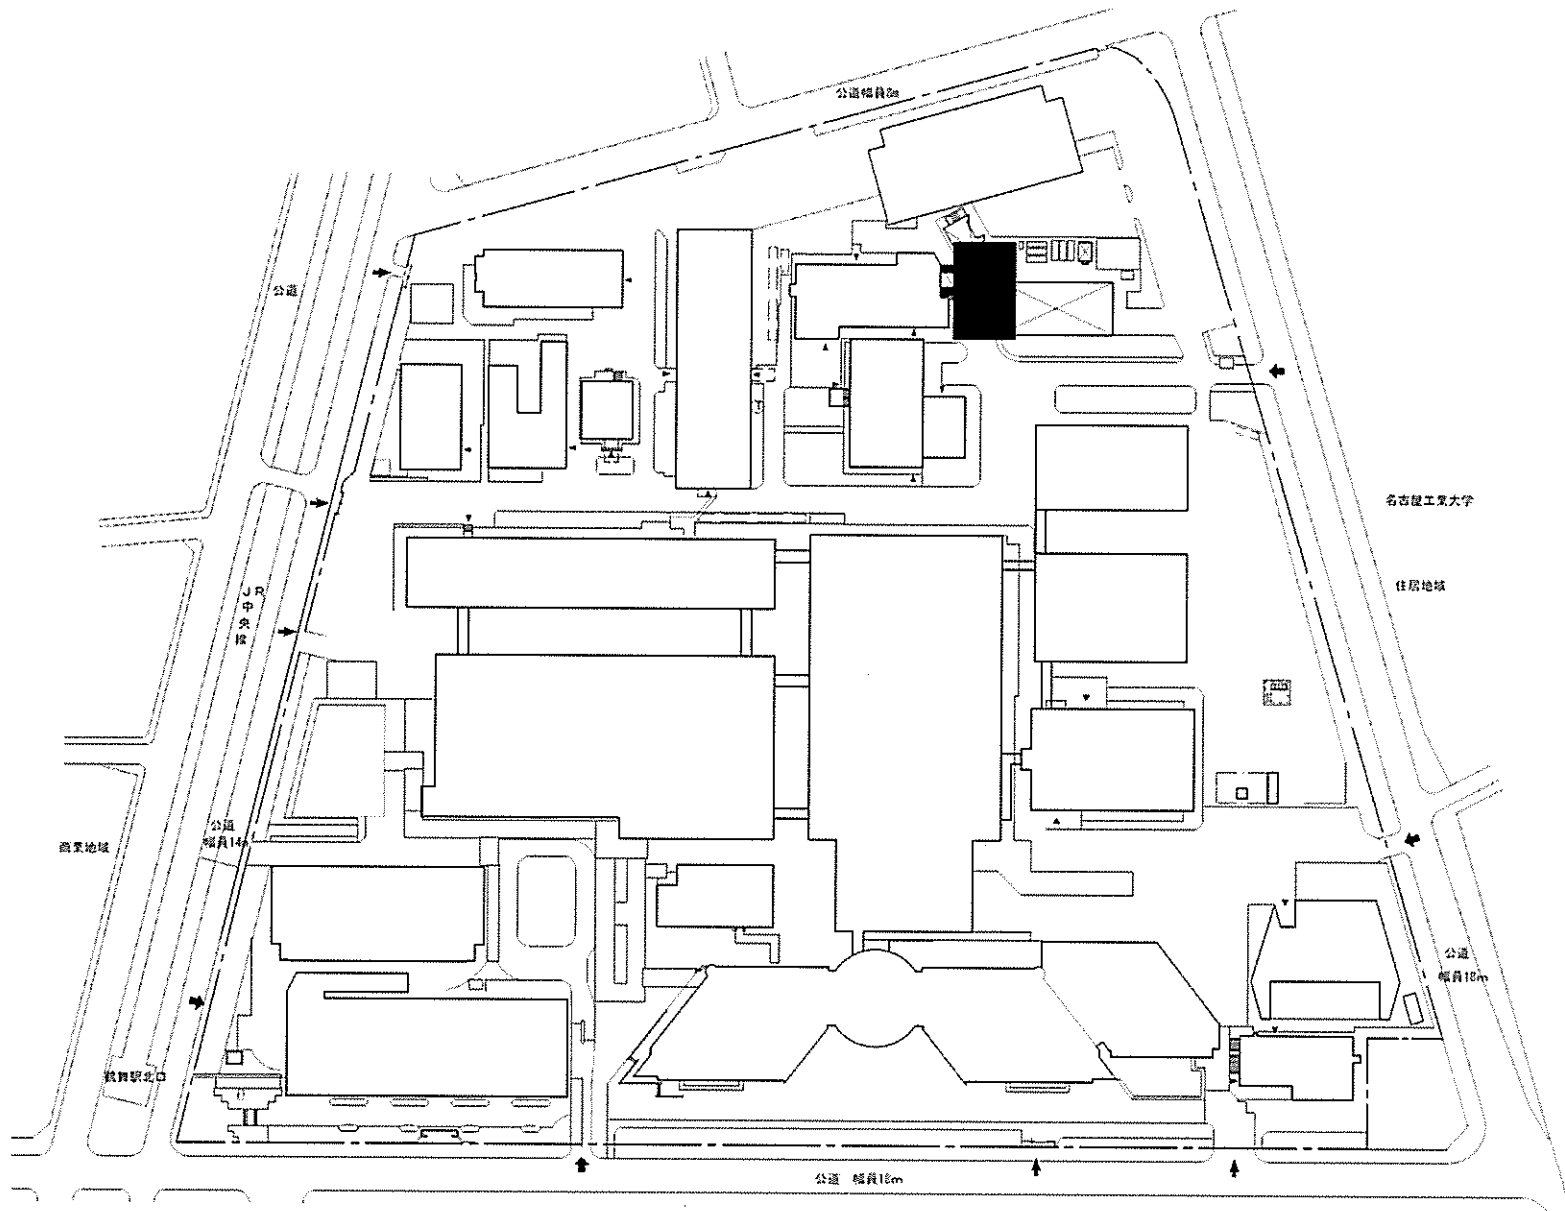 公道幅員8m
公道
名古屋工業大学
住居地域
JR
中
央
線
公道
幅員14m
商業地域
公道
幅員18m
鶴舞駅北口
公道 幅員18m